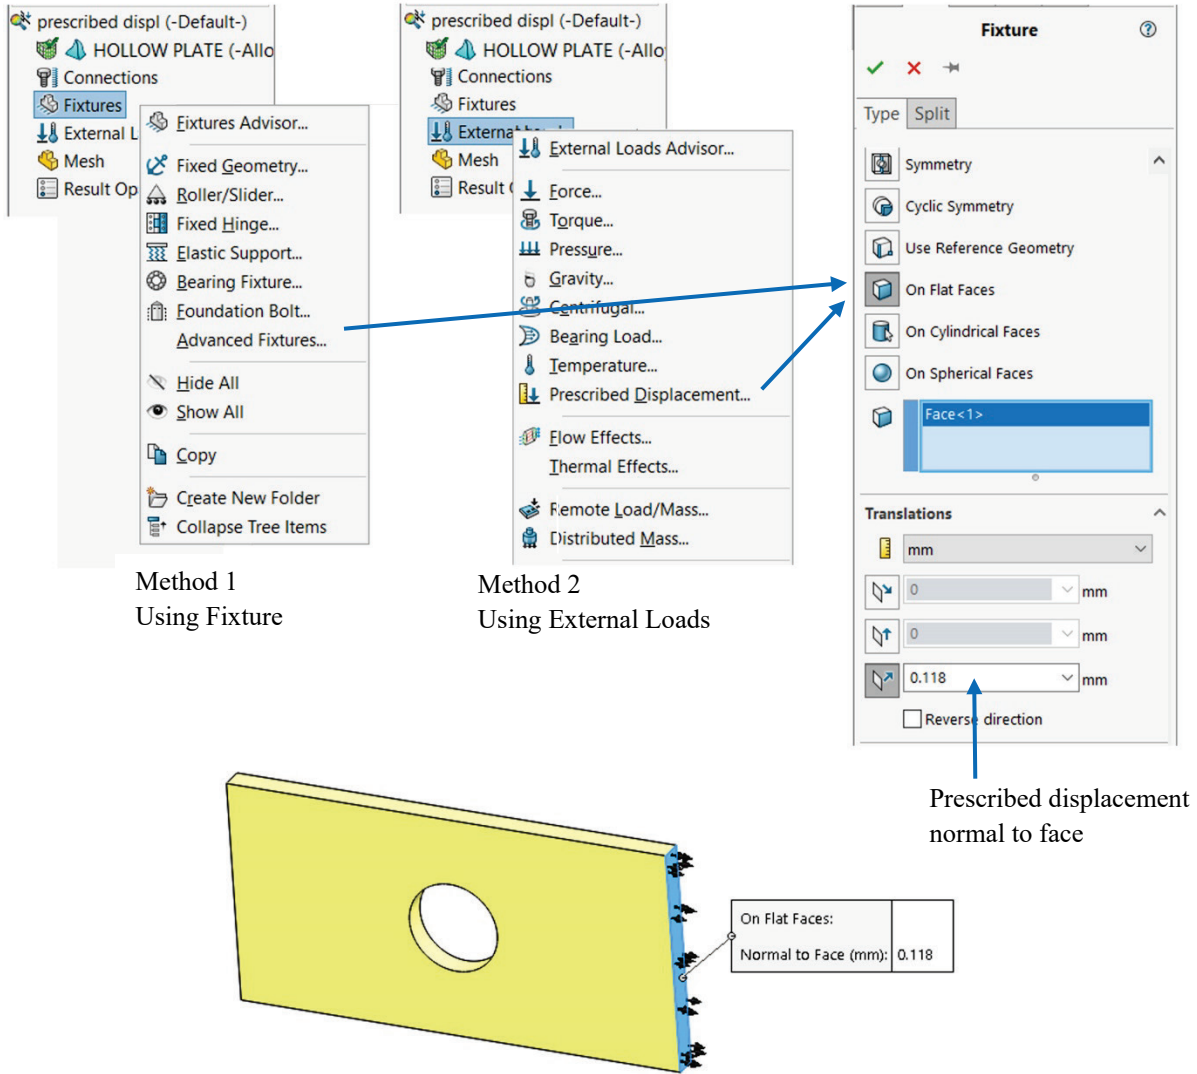 prescribed displ (-Default-)
HOLLOW PLATE (-Allo
Connections
Fixtures
External L
Mesh
Result Op
Fixtures Advisor...
Fixed Geometry...
Roller/Slider...
Fixed Hinge...
Elastic Support...
Bearing Fixture...
Foundation Bolt...
Advanced Fixtures...
Hide All
Show All
Copy
Create New Folder
Collapse Tree Items
Method 1
Using Fixture
prescribed displ (-Default-)
HOLLOW PLATE (-Allo
Connections
Fixtures
External
Mesh
Result
External Loads Advisor...
Force...
Torque...
Pressure...
Gravity...
Centrifugal...
Bearing Load...
Temperature...
Prescribed Displacement...
Flow Effects...
Thermal Effects...
Remote Load/Mass...
Distributed Mass...
Method 2
Using External Loads
Fixture
Type Split
Symmetry
Cyclic Symmetry
Use Reference Geometry
On Flat Faces
On Cylindrical Faces
On Spherical Faces
Face<1>
Translations
mm
0 mm
0 mm
0.118 mm
Reverse direction
Prescribed displacement
normal to face
On Flat Faces:
Normal to Face (mm): 0.118